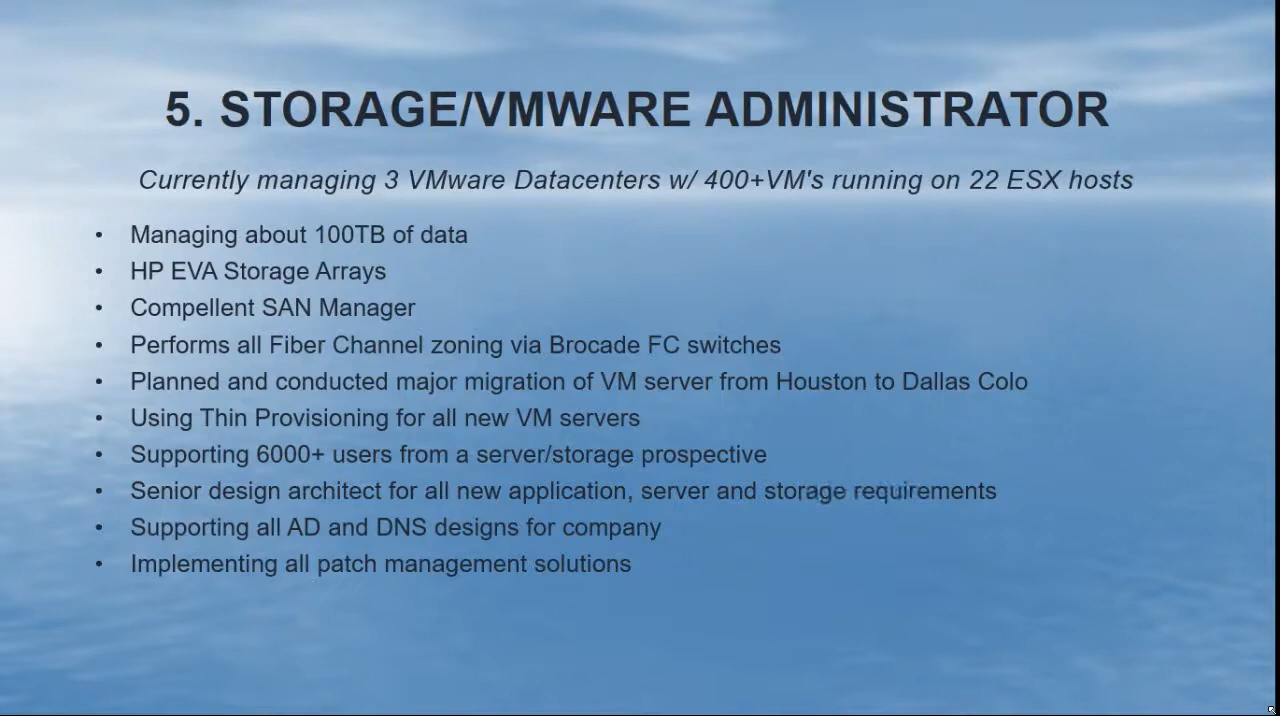 5. STORAGE/VMWARE ADMINISTRATOR
Currently managing 3 VMware Datacenters w/ 400+VM's running on 22 ESX hosts
• Managing about 100TB of data
• HP EVA Storage Arrays
• Compellent SAN Manager
• Performs all Fiber Channel zoning via Brocade FC switches
• Planned and conducted major migration of VM server from Houston to Dallas Colo
• Using Thin Provisioning for all new VM servers
• Supporting 6000+ users from a server/storage prospective
• Senior design architect for all new application, server and storage requirements
• Supporting all AD and DNS designs for company
• Implementing all patch management solutions